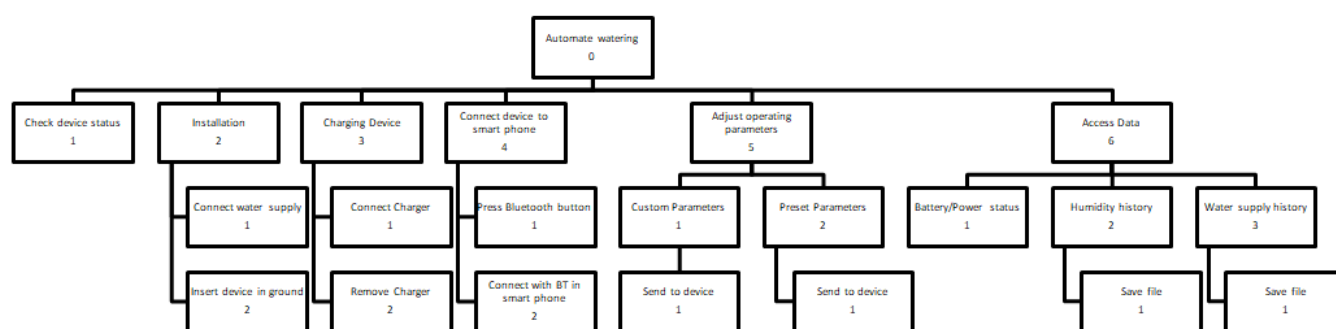 Automate watering
0
Check device status
1
Installation
2
Charging Device
3
Connect device to
smart phone
4
Adjust operating
parameters
5
Access Data
6
Connect water supply
1
Connect Charger
1
Press Bluetooth button
1
Custom Parameters
1
Preset Parameters
2
Battery/Power status
1
Humidity history
2
Water supply history
3
Insert device in ground
2
Remove Charger
2
Connect with BT in
smart phone
2
Send to device
1
Send to device
1
Save file
1
Save file
1